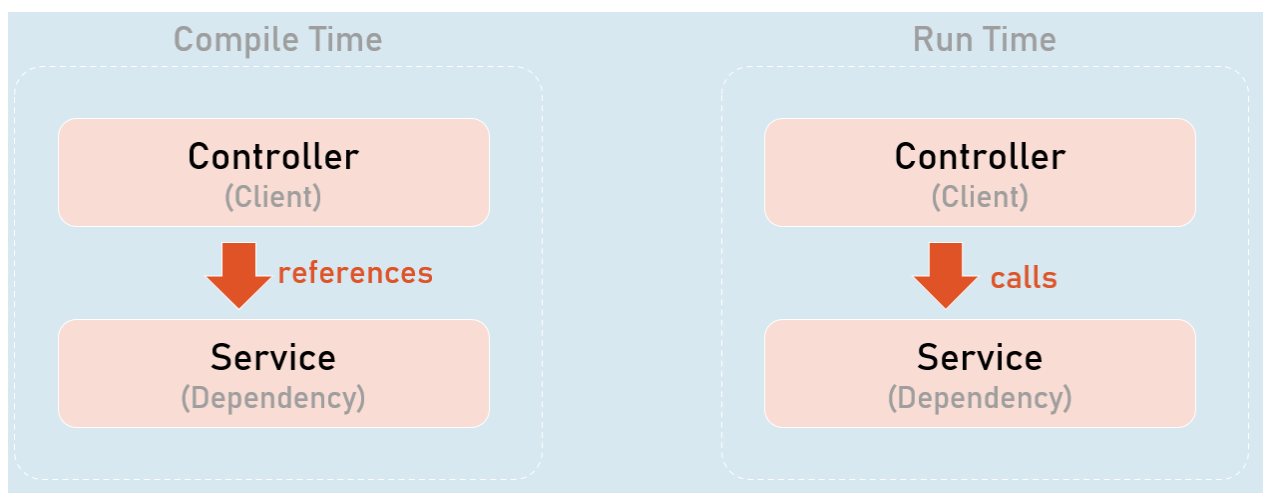 Compile Time
Controller
(Client)
references
Service
(Dependency)
Run Time
Controller
(Client)
calls
Service
(Dependency)